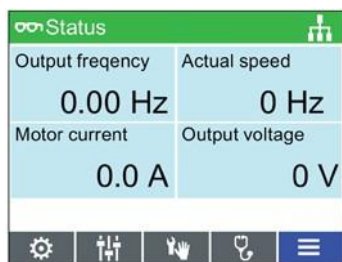 Status
Output freqency
Actual speed
0.00 Hz
0 Hz
Motor current
Output voltage
0.0 A
0 V